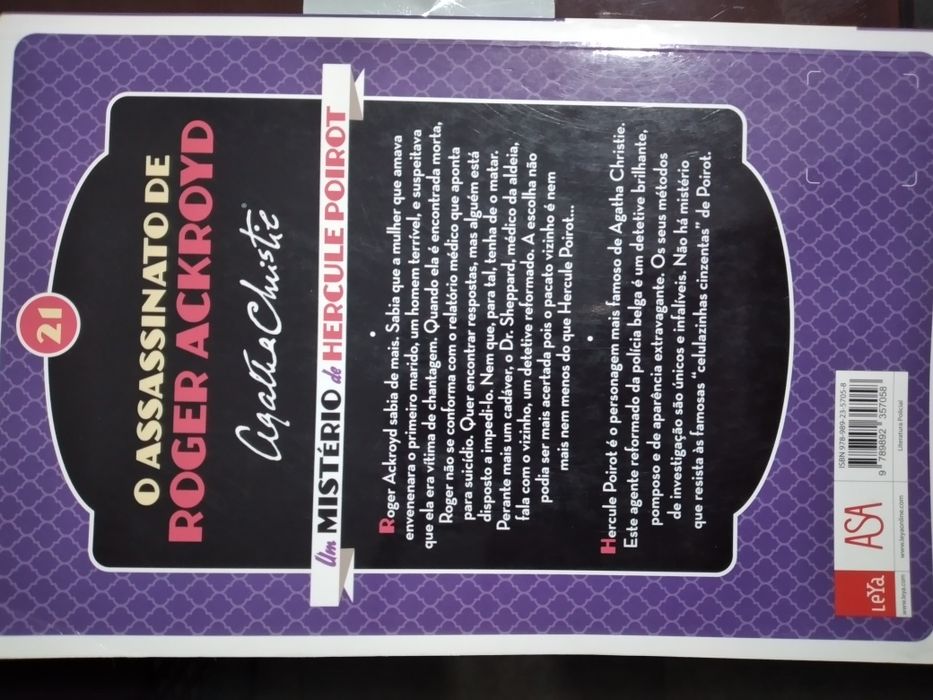 21
O ASSASSINATO DE
ROGER ACKROYD
Agatha Christie®
Um MISTÉRIO de HERCULE POIROT
Roger Ackroyd sabia de mais. Sabia que a mulher que amava
envenenara o primeiro marido, um homem terrível, e suspeitava
que ela era vítima de chantagem. Quando ela é encontrada morta,
Roger não se conforma com o relatório médico que aponta
para suicídio. Quer encontrar respostas, mas alguém está
disposto a impedi-lo. Nem que, para tal, tenha de o matar.
Perante mais um cadáver, o Dr. Sheppard, médico da aldeia,
fala com o vizinho, um detetive reformado. A escolha não
podia ser mais acertada pois o pacato vizinho é nem
mais nem menos do que Hercule Poirot...
Hercule Poirot é o personagem mais famoso de Agatha Christie.
Este agente reformado da polícia belga é um detetive brilhante,
pomposo e de aparência extravagante. Os seus métodos
de investigação são únicos e infalíveis. Não há mistério
que resista às famosas “celulazinhas cinzentas” de Poirot.
leYa
www.leya.com
ASA
www.leyaonline.com
ISBN 978-989-23-5705-8
9 789892 357058
Literatura Policial